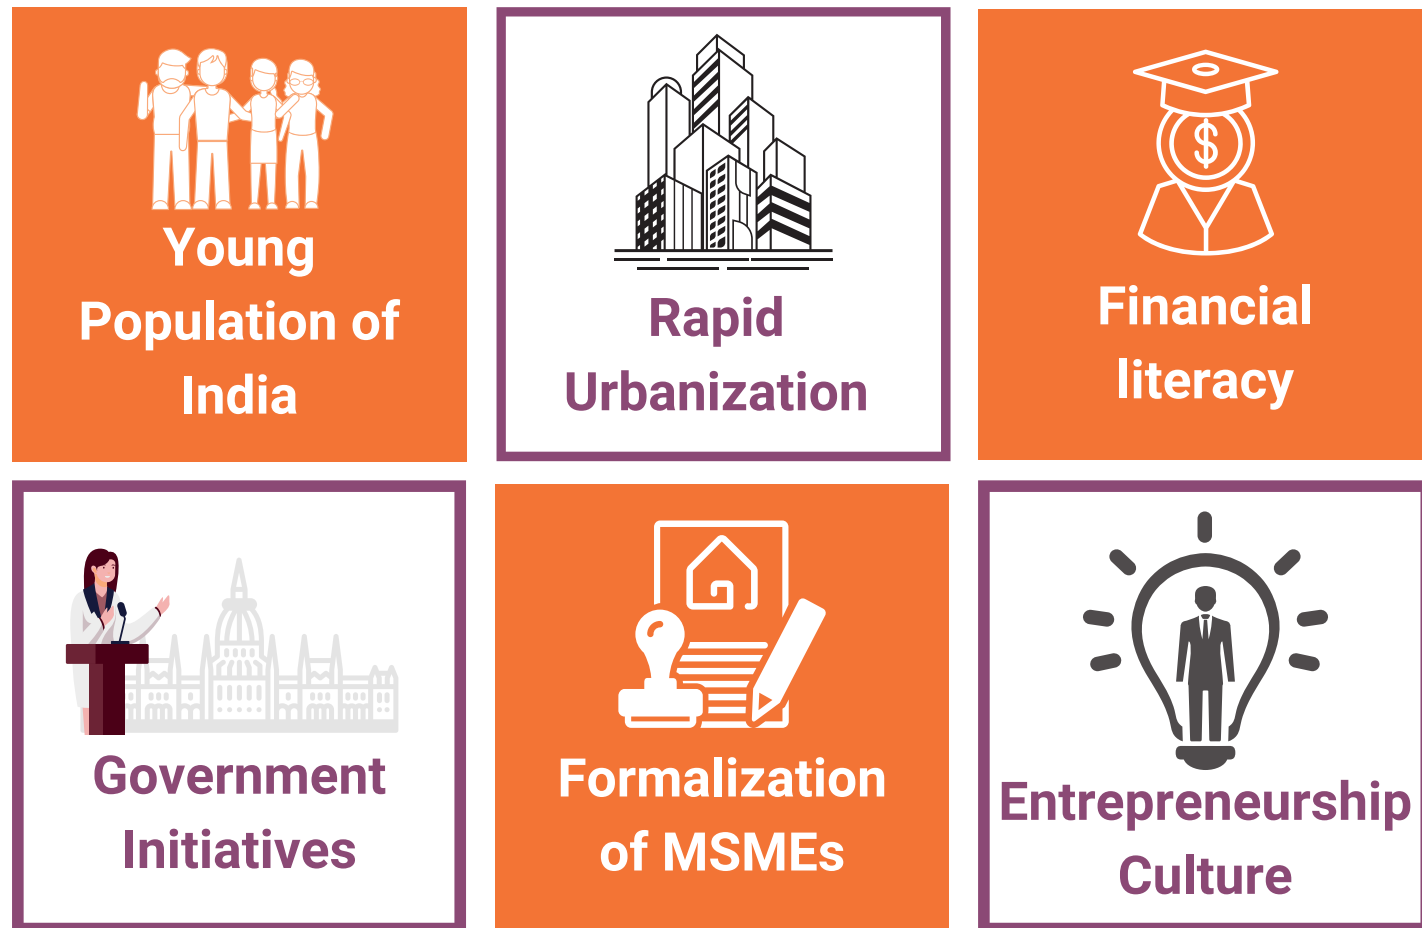 Young
Population of
India
Rapid
Urbanization
$
Financial
literacy
Government
Initiatives
Formalization
of MSMEs
Entrepreneurship
Culture